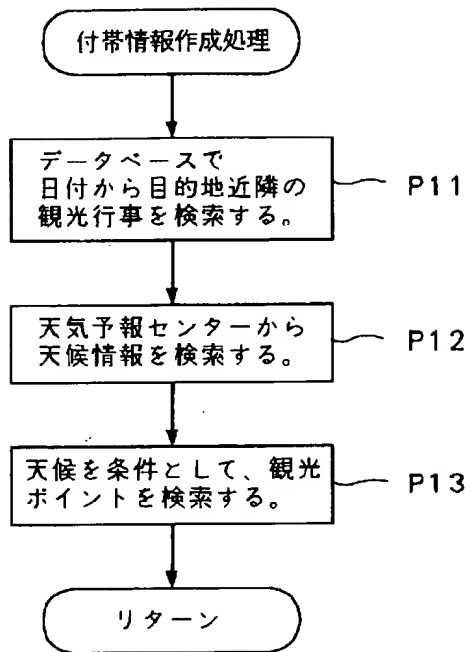 付帯情報作成処理
データベースで
日付から目的地近隣の
観光行事を検索する。
P11
天気予報センターから
天候情報を検索する。
P12
天候を条件として、観光
ポイントを検索する。
P13
リターン